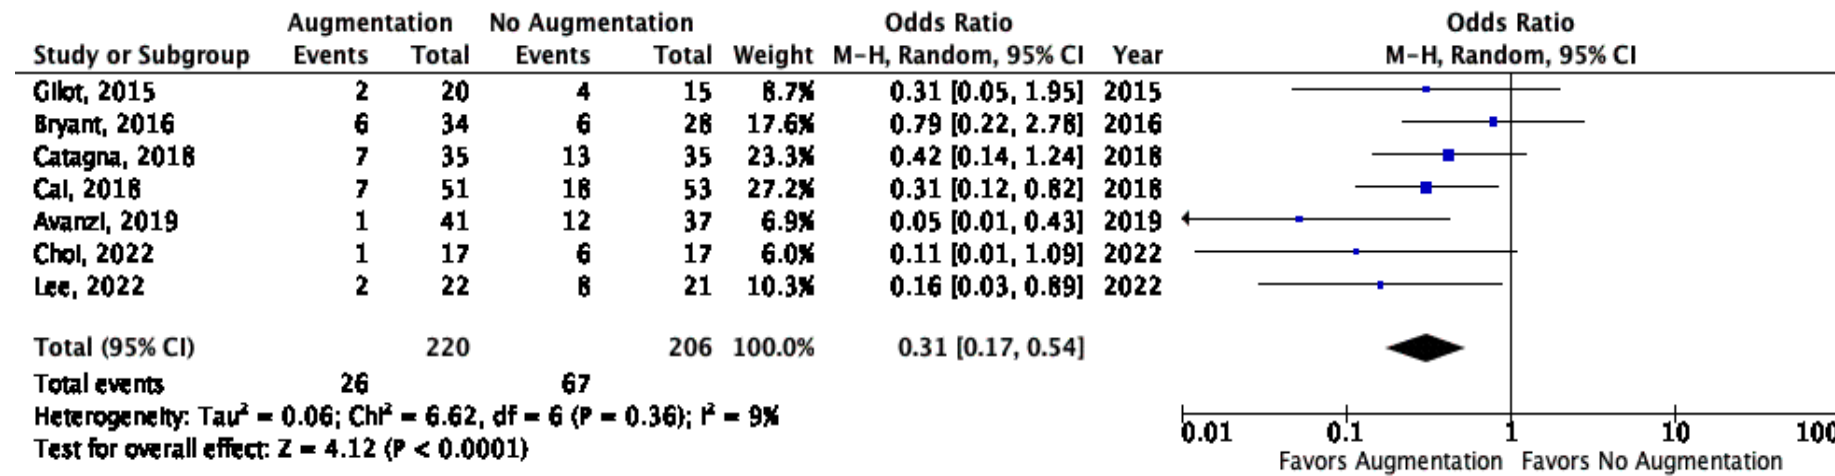 Augmentation No Augmentation Odds Ratio Odds Ratio
Study or Subgroup Events Total Events Total Weight M-H, Random, 95% CI Year M-H, Random, 95% CI
Gilot, 2015 2 20 4 15 8.7% 0.31 [0.05, 1.95] 2015
Bryant, 2016 6 34 6 28 17.6% 0.79 [0.22, 2.78] 2016
Catagna, 2018 7 35 13 35 23.3% 0.42 [0.14, 1.24] 2018
Cai, 2018 7 51 18 53 27.2% 0.31 [0.12, 0.82] 2018
Avanzi, 2019 1 41 12 37 6.9% 0.05 [0.01, 0.43] 2019
Choi, 2022 1 17 6 17 6.0% 0.11 [0.01, 1.09] 2022
Lee, 2022 2 22 8 21 10.3% 0.16 [0.03, 0.89] 2022
Total (95% CI) 220 206 100.0% 0.31 [0.17, 0.54]
Total events 26 67
Heterogeneity: Tau² = 0.06; Chi² = 6.62, df = 6 (P = 0.36); I² = 9%
Test for overall effect: Z = 4.12 (P < 0.0001)
0.01 0.1 1 10 100
Favors Augmentation Favors No Augmentation